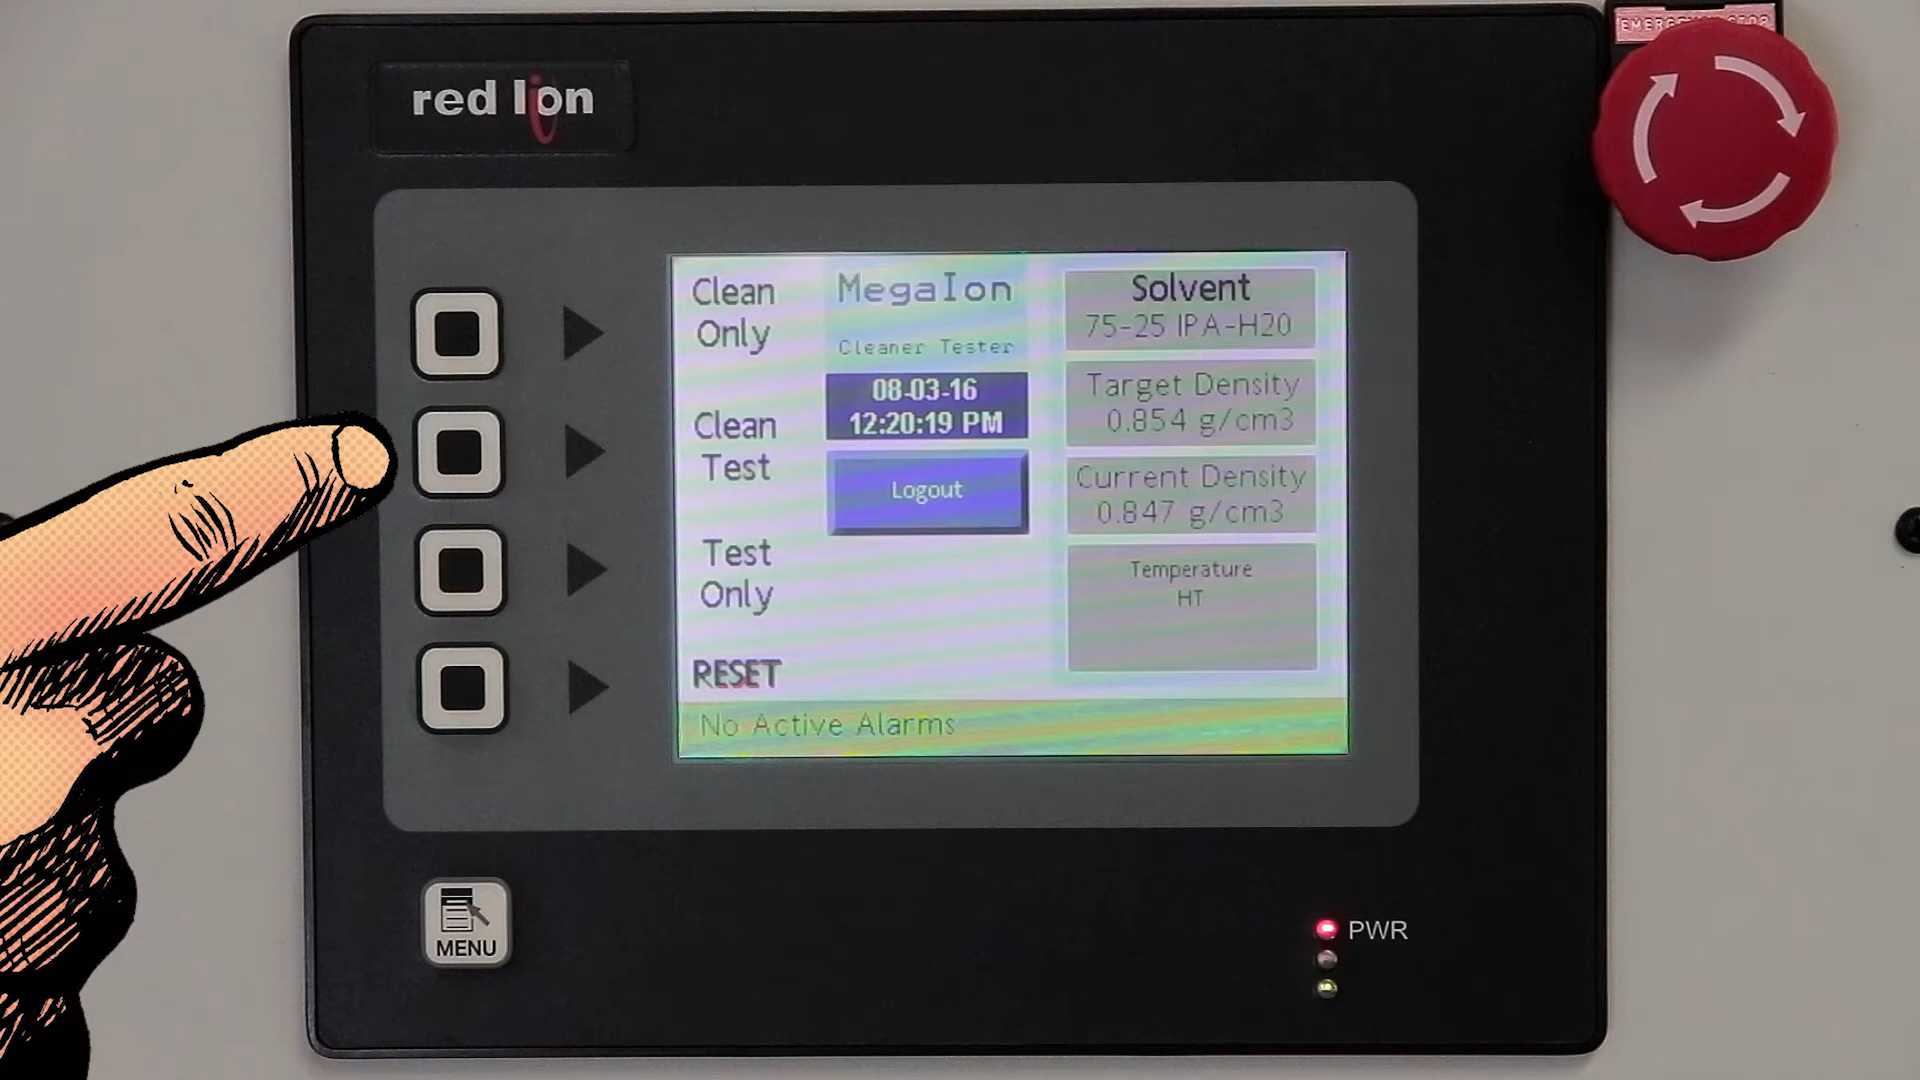 EMERGENCY STOP
red lion
Clean
Only
Clean
Test
Test
Only
RESET
MegaIon
Cleaner Tester
08-03-16
12:20:19 PM
Logout
Solvent
75-25 IPA-H20
Target Density
0.854 g/cm3
Current Density
0.847 g/cm3
Temperature
HT
No Active Alarms
MENU
PWR